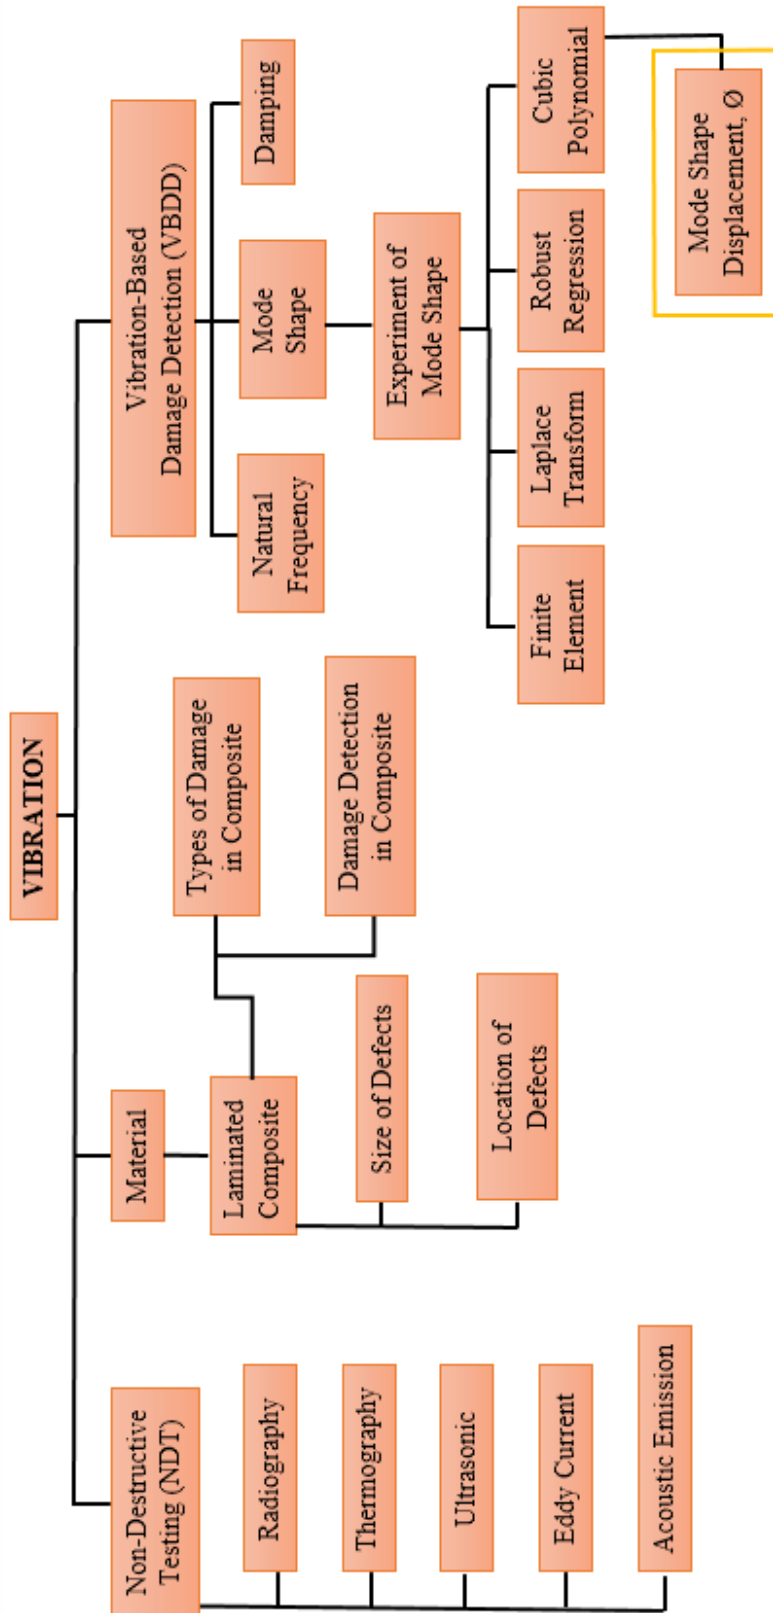 VIBRATION
Non-Destructive
Testing (NDT)
Radiography
Thermography
Ultrasonic
Eddy Current
Acoustic Emission
Material
Laminated
Composite
Size of Defects
Location of
Defects
Types of Damage
in Composite
Damage Detection
in Composite
Vibration-Based
Damage Detection (VBDD)
Natural
Frequency
Mode
Shape
Damping
Experiment of
Mode Shape
Finite
Element
Laplace
Transform
Robust
Regression
Cubic
Polynomial
Mode Shape
Displacement, Ø